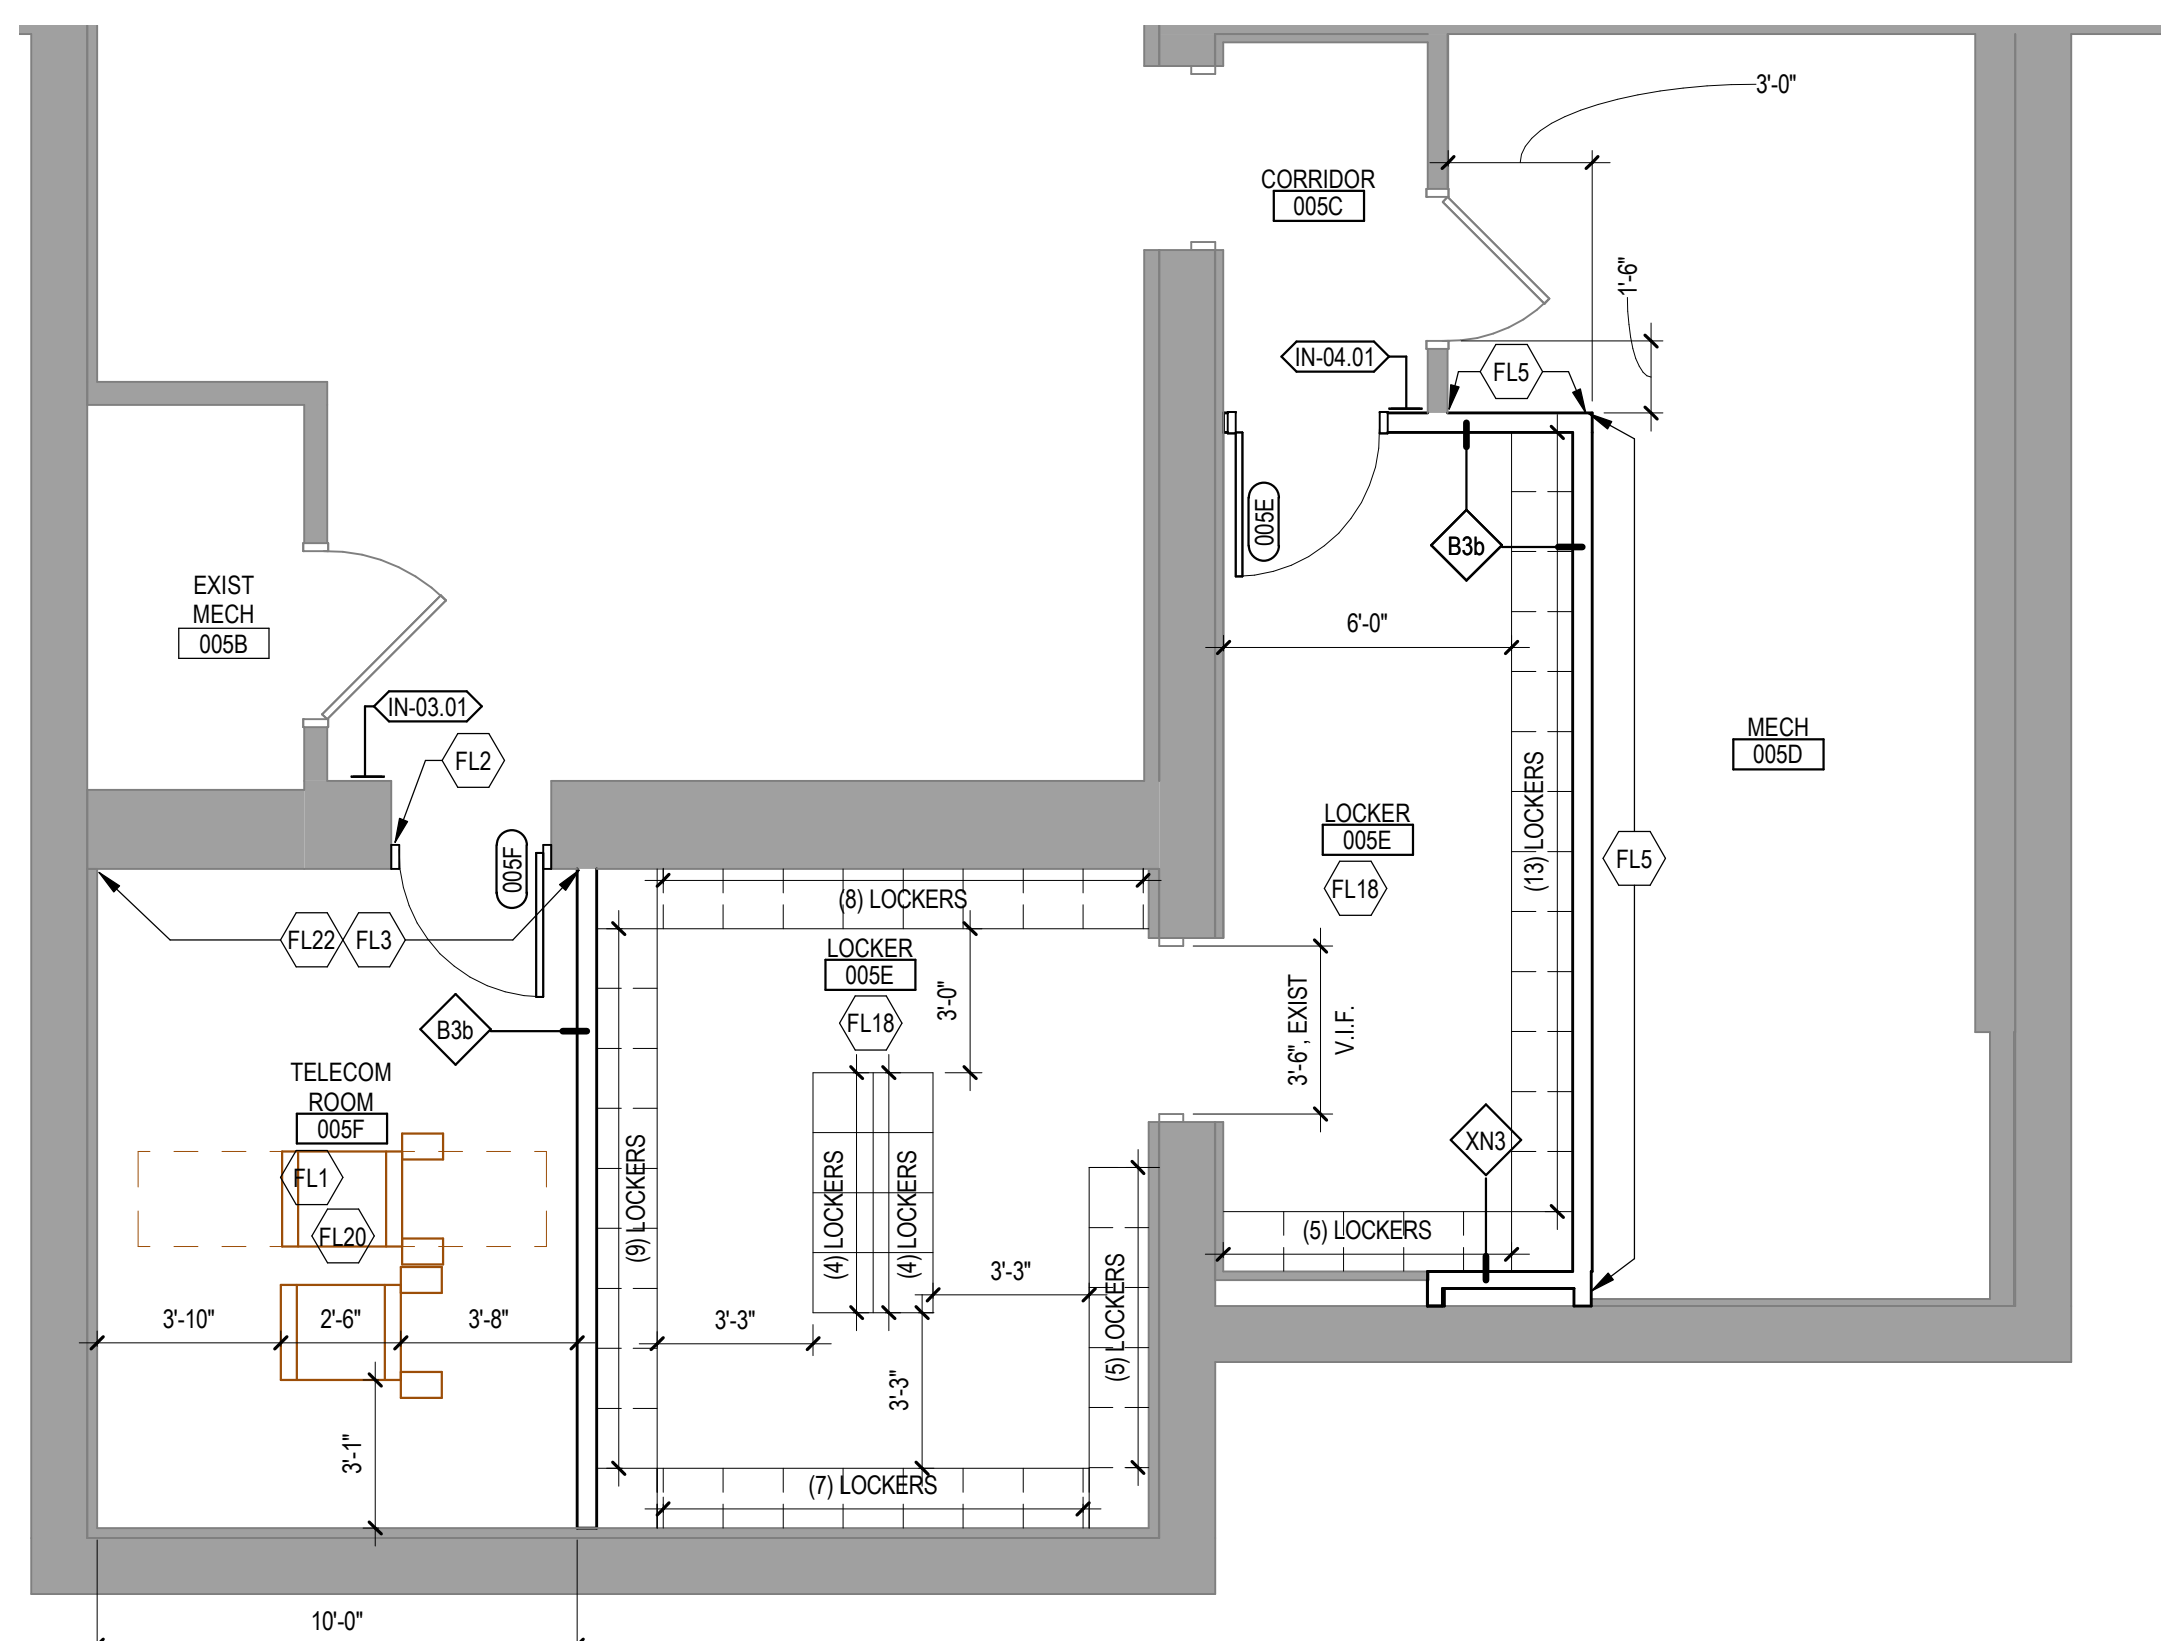 3'-0"
CORRIDOR
005C
1'-6"
IN-04.01
FL5
005E
B3b
EXIST
MECH
005B
6'-0"
IN-03.01
FL2
MECH
005D
(13) LOCKERS
LOCKER
005E
FL18
FL5
005F
(8) LOCKERS
FL22
FL3
LOCKER
005E
FL18
3'-0"
B3b
3'-6", EXIST
V.I.F.
TELECOM
ROOM
005F
FL1
FL20
(9) LOCKERS
(4) LOCKERS
(4) LOCKERS
XN3
(5) LOCKERS
3'-3"
(5) LOCKERS
3'-10"
2'-6"
3'-8"
3'-3"
3'-3"
3'-1"
(7) LOCKERS
10'-0"